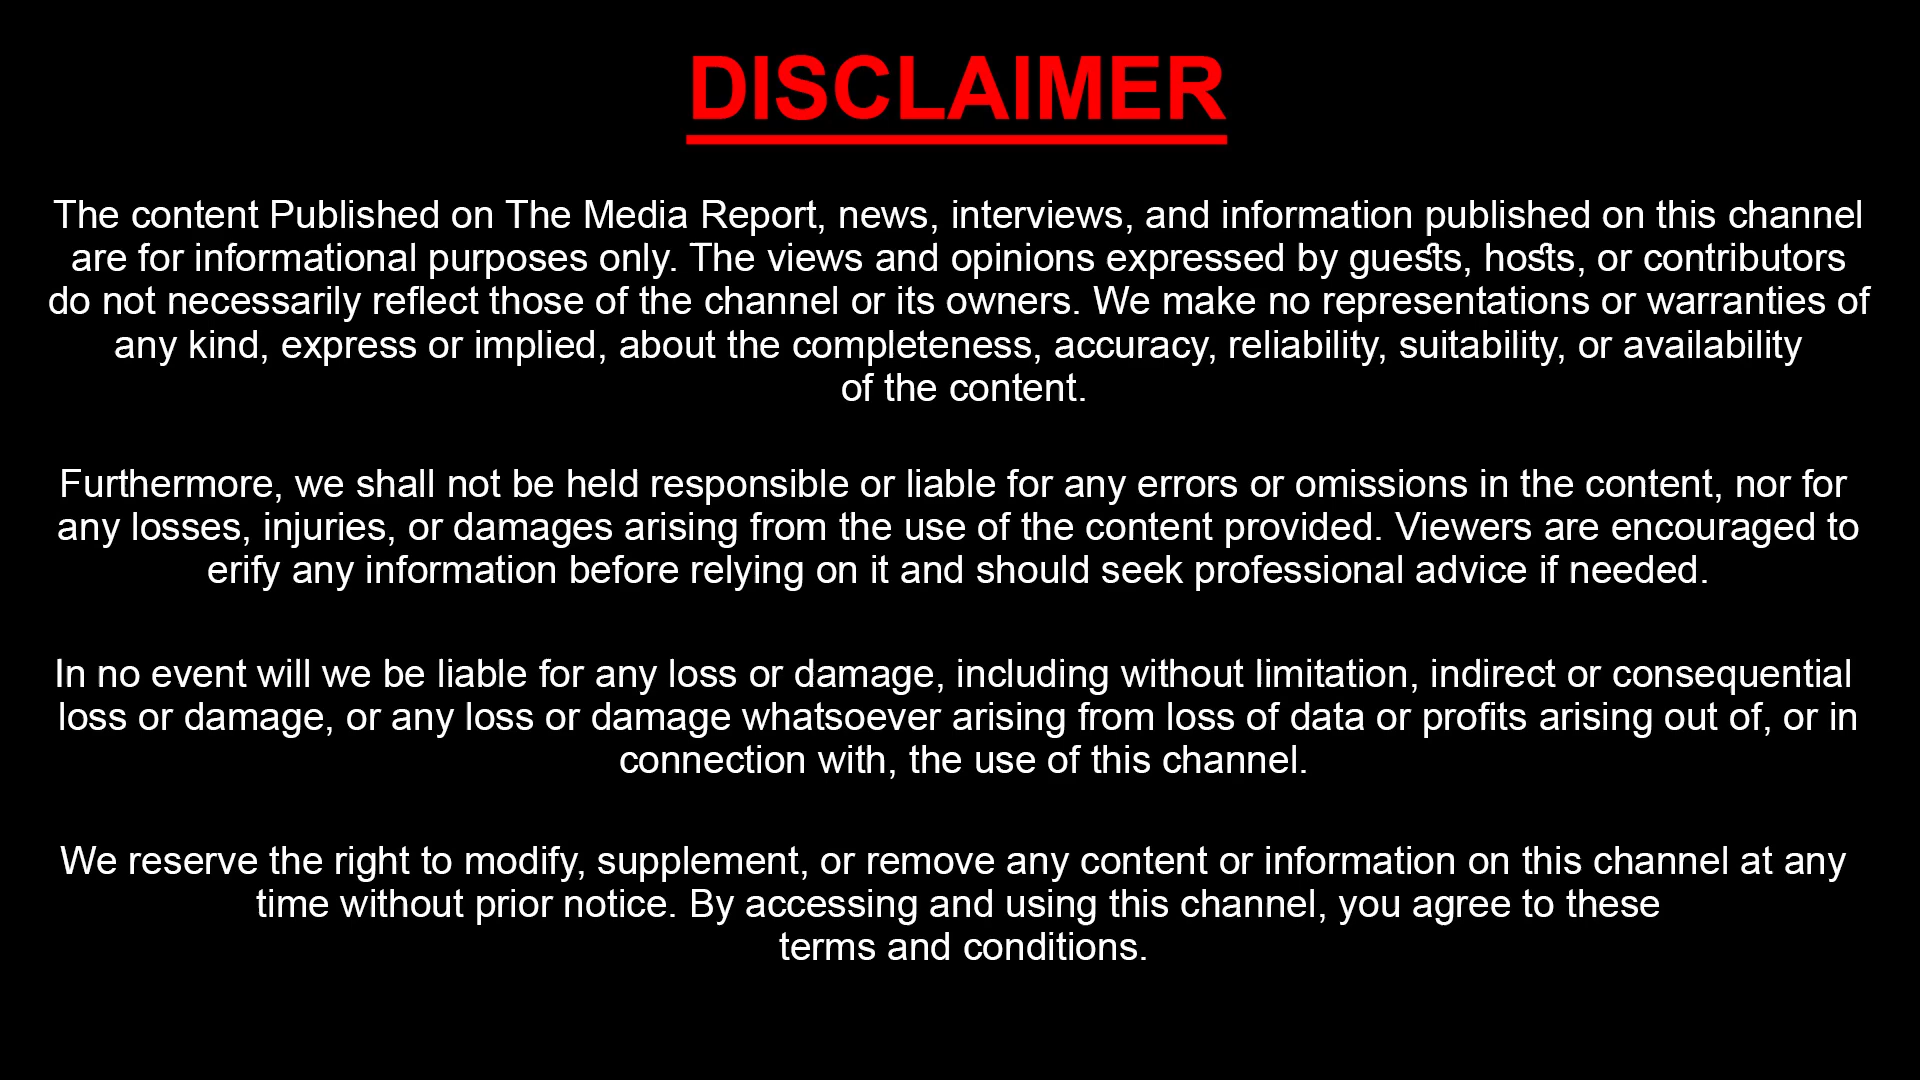 DISCLAIMER
The content Published on The Media Report, news, interviews, and information published on this channel
are for informational purposes only. The views and opinions expressed by guests, hosts, or contributors
do not necessarily reflect those of the channel or its owners. We make no representations or warranties of
any kind, express or implied, about the completeness, accuracy, reliability, suitability, or availability
of the content.
Furthermore, we shall not be held responsible or liable for any errors or omissions in the content, nor for
any losses, injuries, or damages arising from the use of the content provided. Viewers are encouraged to
erify any information before relying on it and should seek professional advice if needed.
In no event will we be liable for any loss or damage, including without limitation, indirect or consequential
loss or damage, or any loss or damage whatsoever arising from loss of data or profits arising out of, or in
connection with, the use of this channel.
We reserve the right to modify, supplement, or remove any content or information on this channel at any
time without prior notice. By accessing and using this channel, you agree to these
terms and conditions.